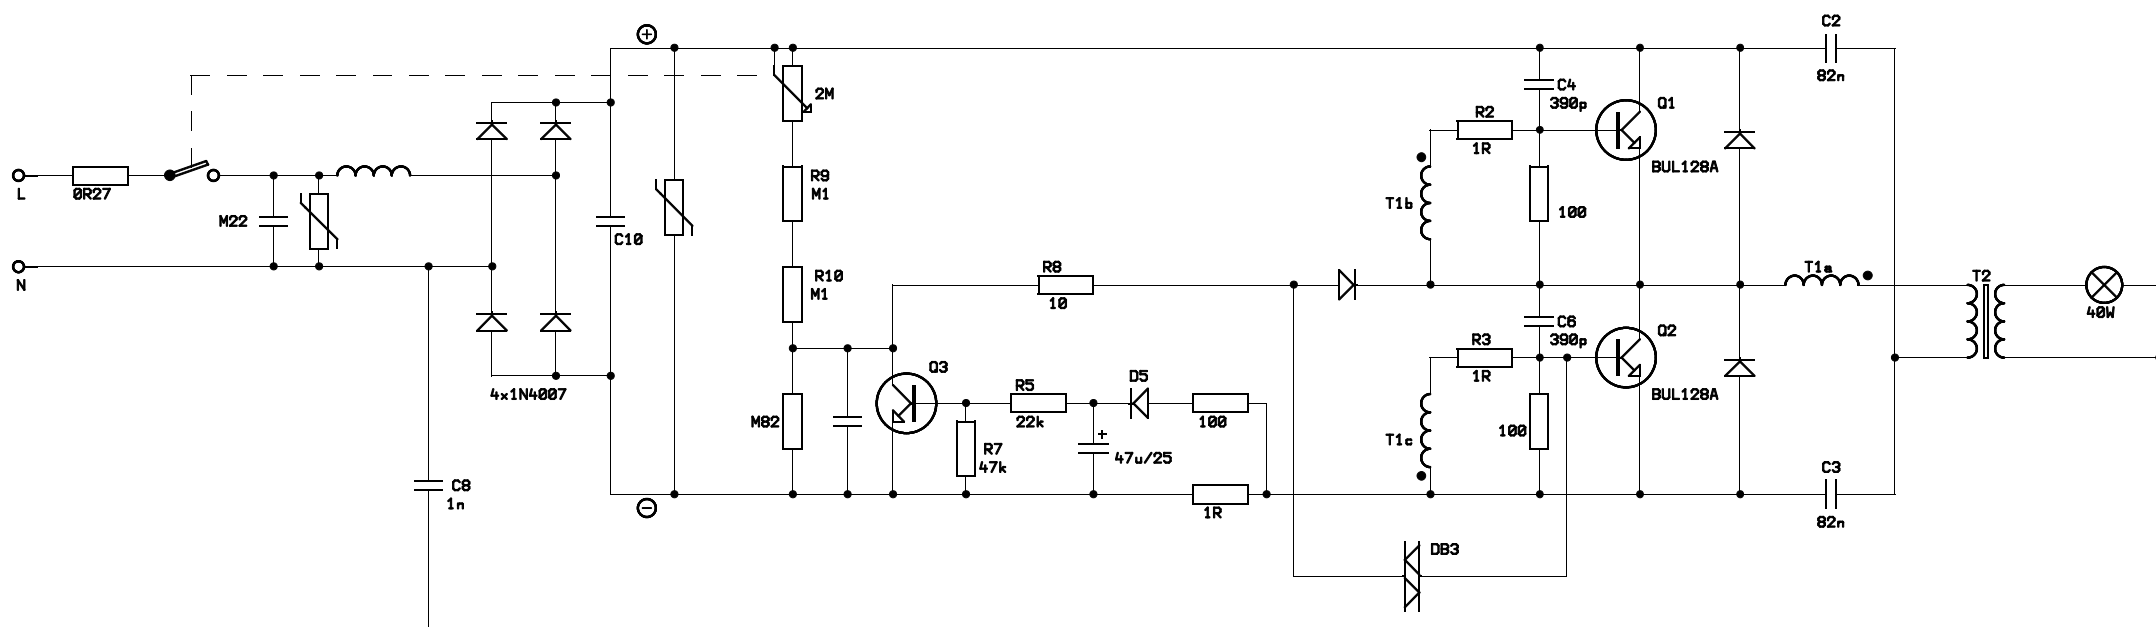 C2
82n
C4
390p
Q1
2M
R2
1R
BUL128A
L
0R27
R9
M1
T1b
M22
100
C10
N
R10
M1
R8
10
T1a
T2
40W
C6
390p
Q2
R3
1R
4x1N4007
Q3
D5
R5
22k
100
BUL128A
M82
R7
47k
+
47u/25
T1c
100
C8
1n
C3
82n
1R
DB3